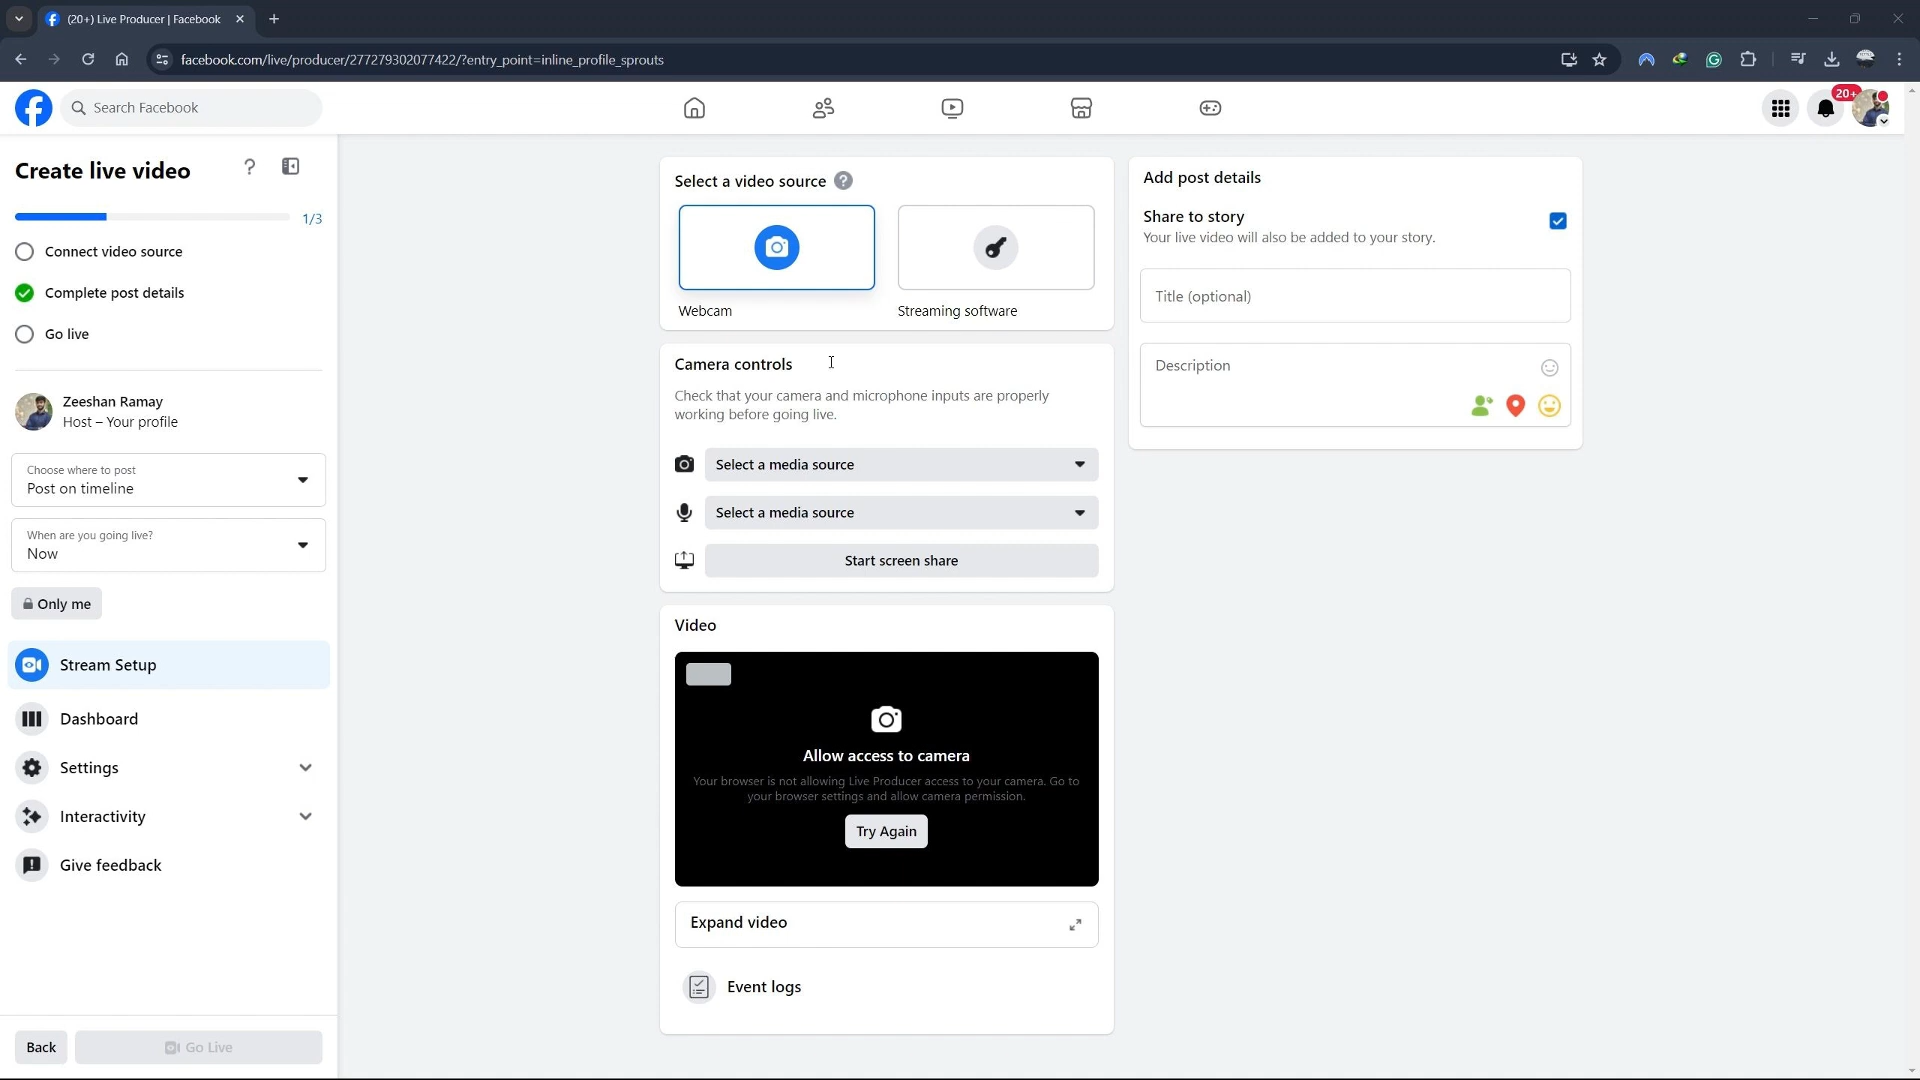 (20+) Live Producer | Facebook
facebook.com/live/producer/277279302077422/?entry_point=inline_profile_sprouts
Search Facebook
20+
Create live video
?
1/3
Connect video source
Complete post details
Go live
Zeeshan Ramay
Host – Your profile
Choose where to post
Post on timeline
When are you going live?
Now
Only me
Stream Setup
Dashboard
Settings
Interactivity
Give feedback
Back
Go Live
Select a video source ?
Webcam
Streaming software
Camera controls
Check that your camera and microphone inputs are properly
working before going live.
Select a media source
Select a media source
Start screen share
Video
Allow access to camera
Your browser is not allowing Live Producer access to your camera. Go to
your browser settings and allow camera permission.
Try Again
Expand video
Event logs
Add post details
Share to story
Your live video will also be added to your story.
Title (optional)
Description